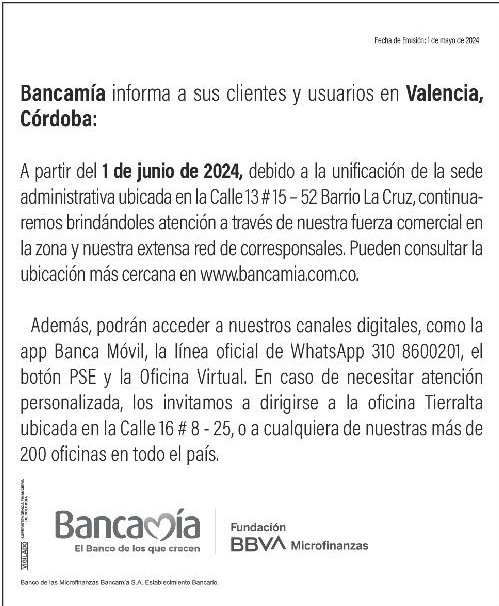 Fecha de Emisión: 1 de mayo de 2024
Bancamía informa a sus clientes y usuarios en Valencia,
Córdoba:
A partir del 1 de junio de 2024, debido a la unificación de la sede
administrativa ubicada en la Calle 13 # 15 – 52 Barrio La Cruz, continua-
remos brindándoles atención a través de nuestra fuerza comercial en
la zona y nuestra extensa red de corresponsales. Pueden consultar la
ubicación más cercana en www.bancamia.com.co.
Además, podrán acceder a nuestros canales digitales, como la
app Banca Móvil, la línea oficial de WhatsApp 310 8600201, el
botón PSE y la Oficina Virtual. En caso de necesitar atención
personalizada, los invitamos a dirigirse a la oficina Tierralta
ubicada en la Calle 16 # 8 - 25, o a cualquiera de nuestras más de
200 oficinas en todo el país.
VIGILADO
Bancamía
El Banco de los que crecen
Fundación
BBVA Microfinanzas
Banco de las Microfinanzas Bancamía S.A. Establecimiento Bancario.